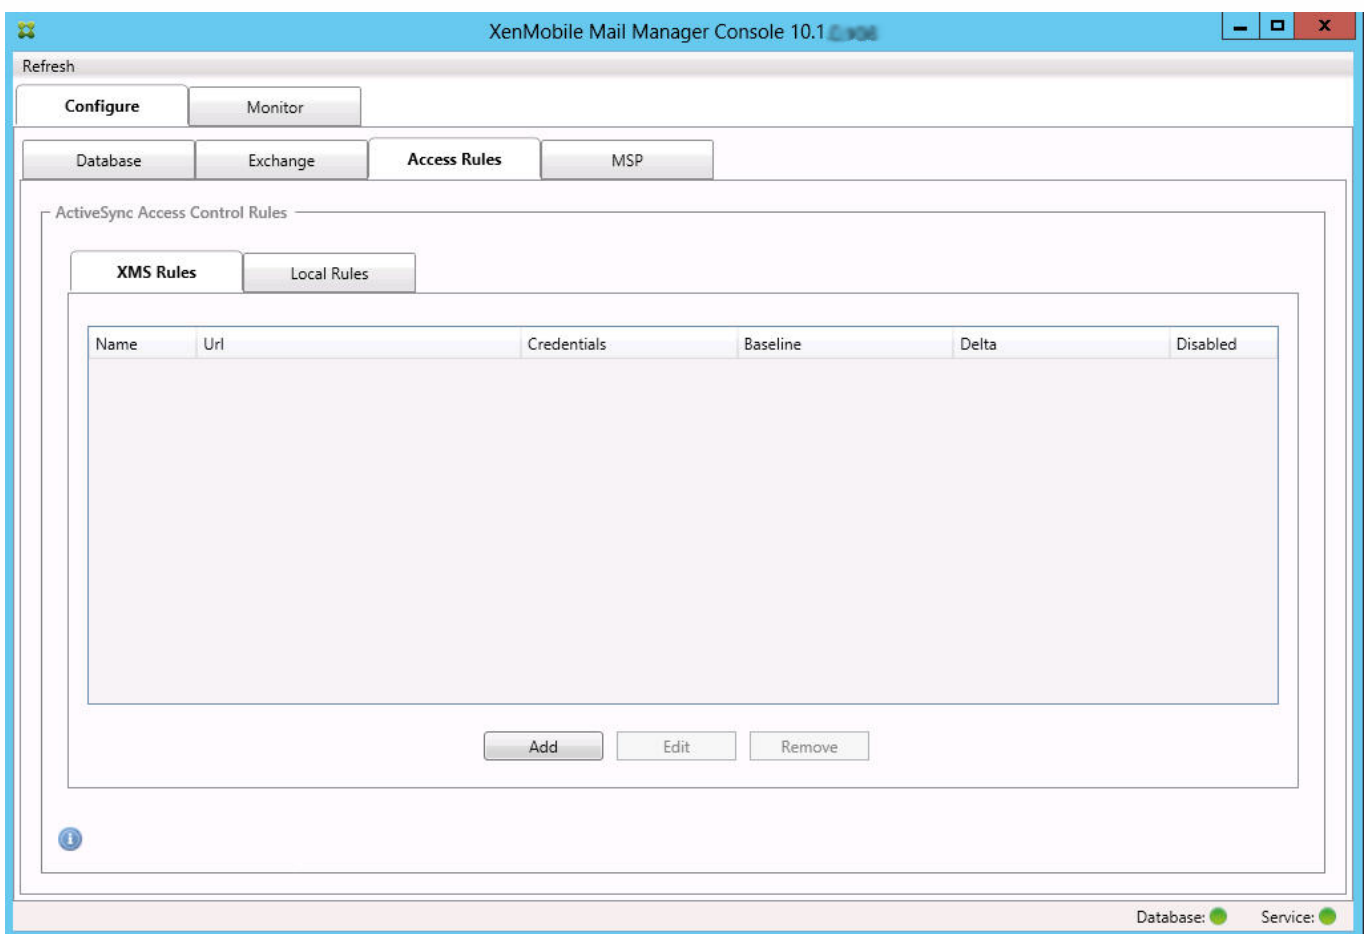 XenMobile Mail Manager Console 10.1
Refresh
Configure Monitor
Database Exchange Access Rules MSP
ActiveSync Access Control Rules
XMS Rules Local Rules
Name Url Credentials Baseline Delta Disabled
Add Edit Remove
Database: Service: